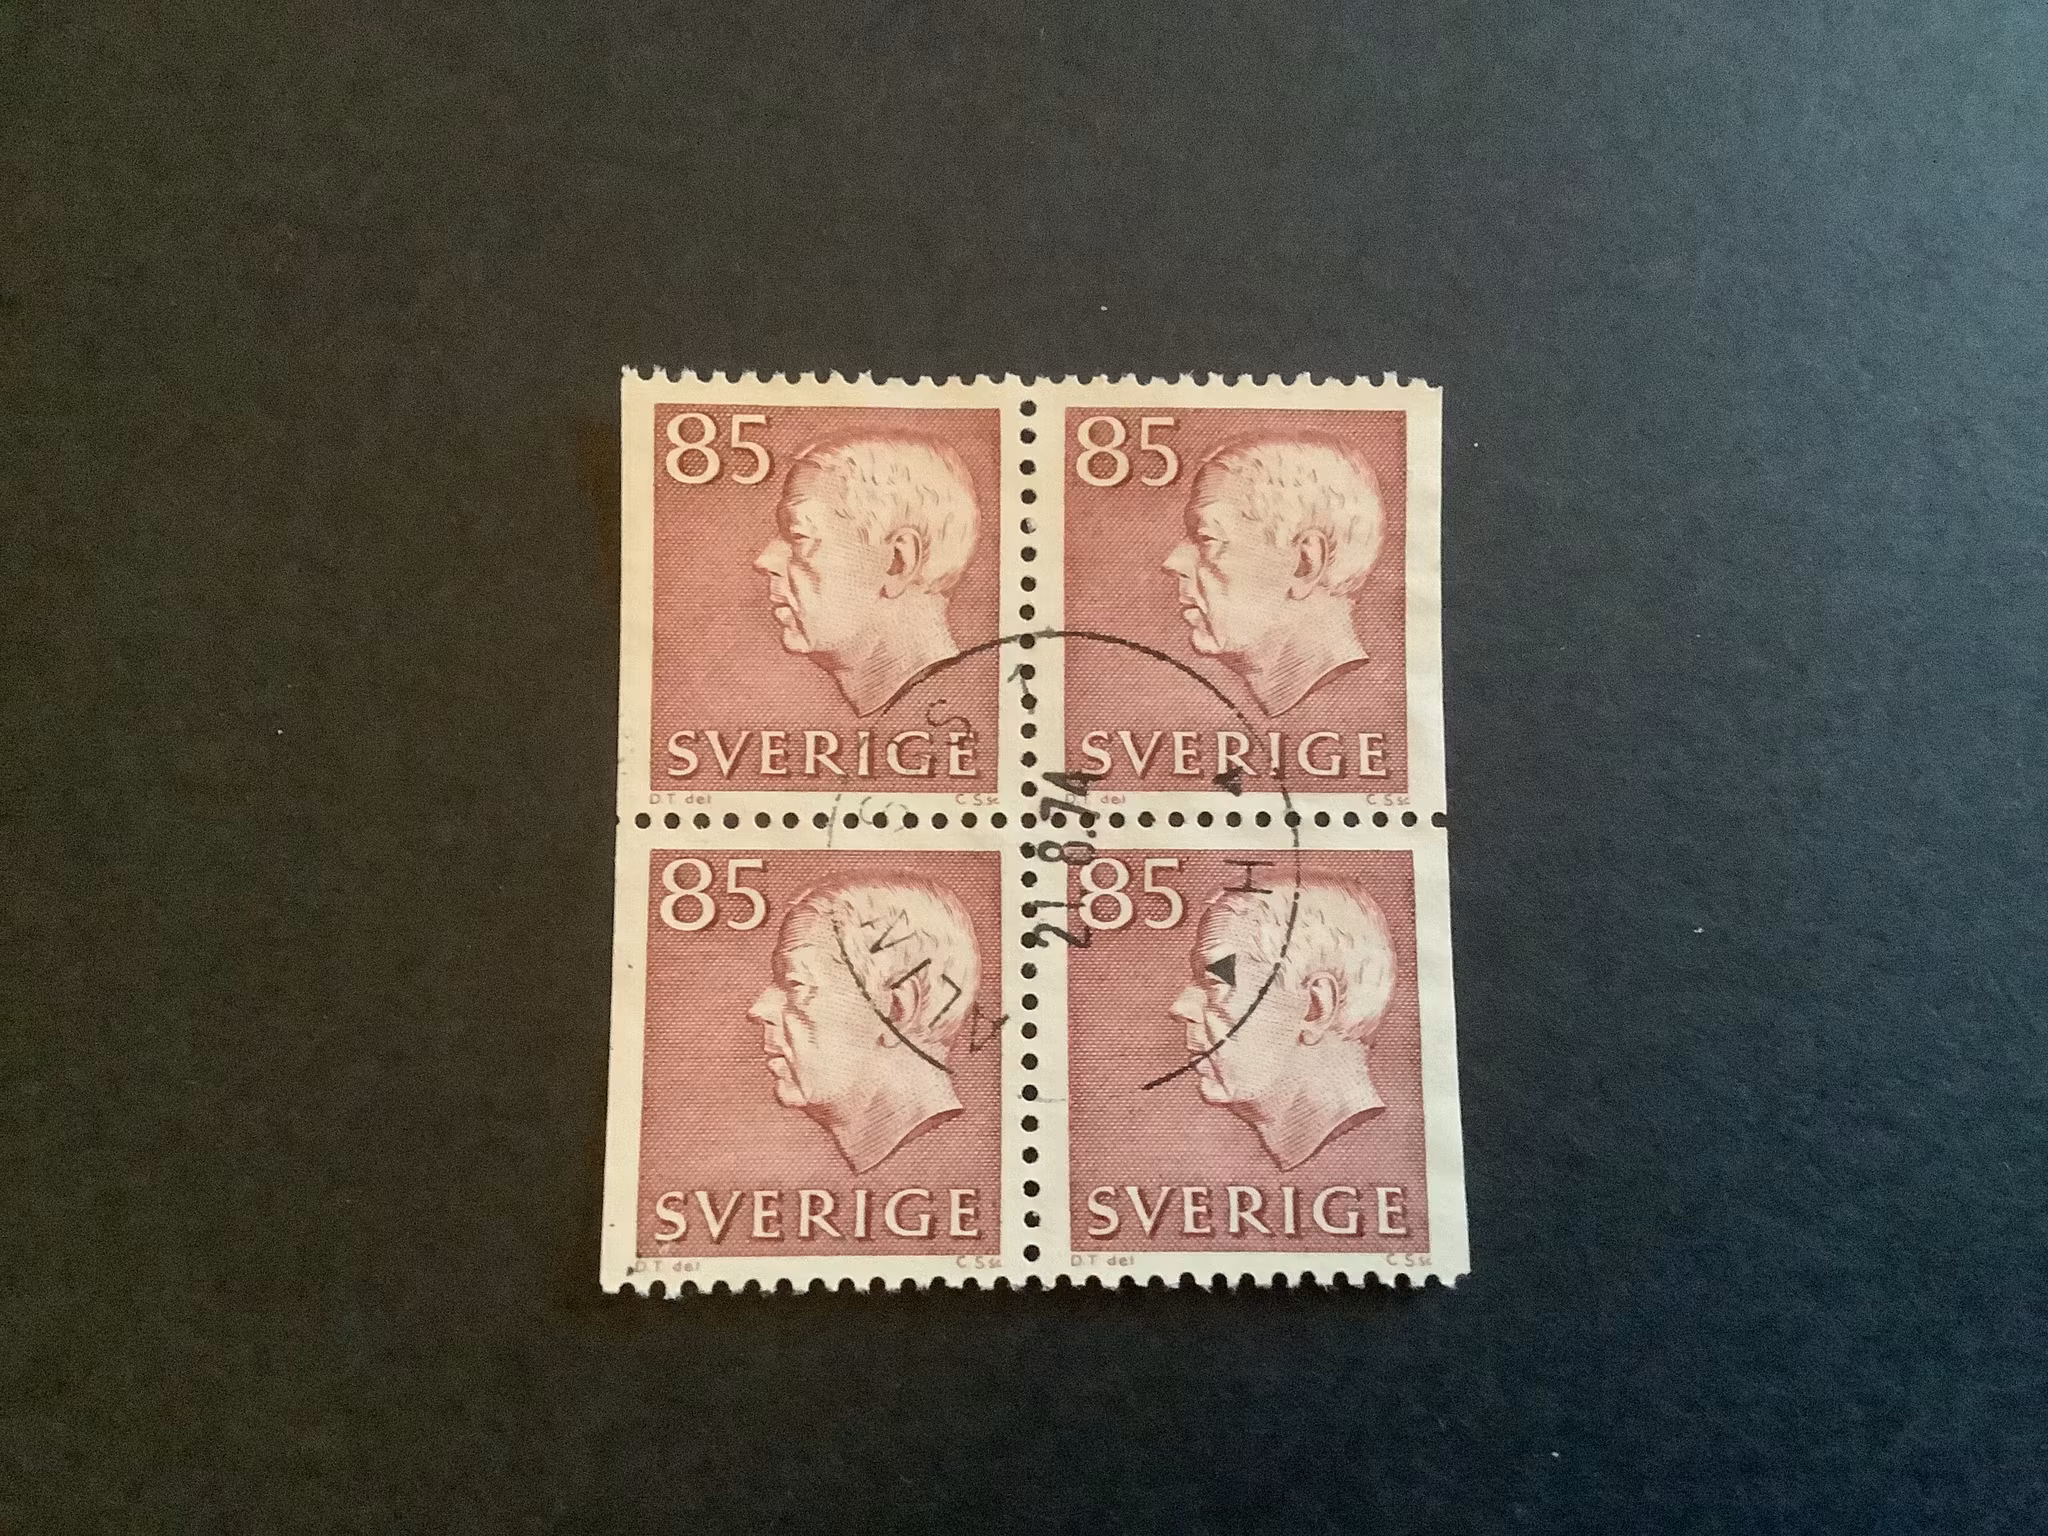 85 85
SVERIGE SVERIGE
D.T del C S sc D.T del C S sc
21.8.74
H
85 85
SVERIGE SVERIGE
D.T del C S sc D.T del C S sc